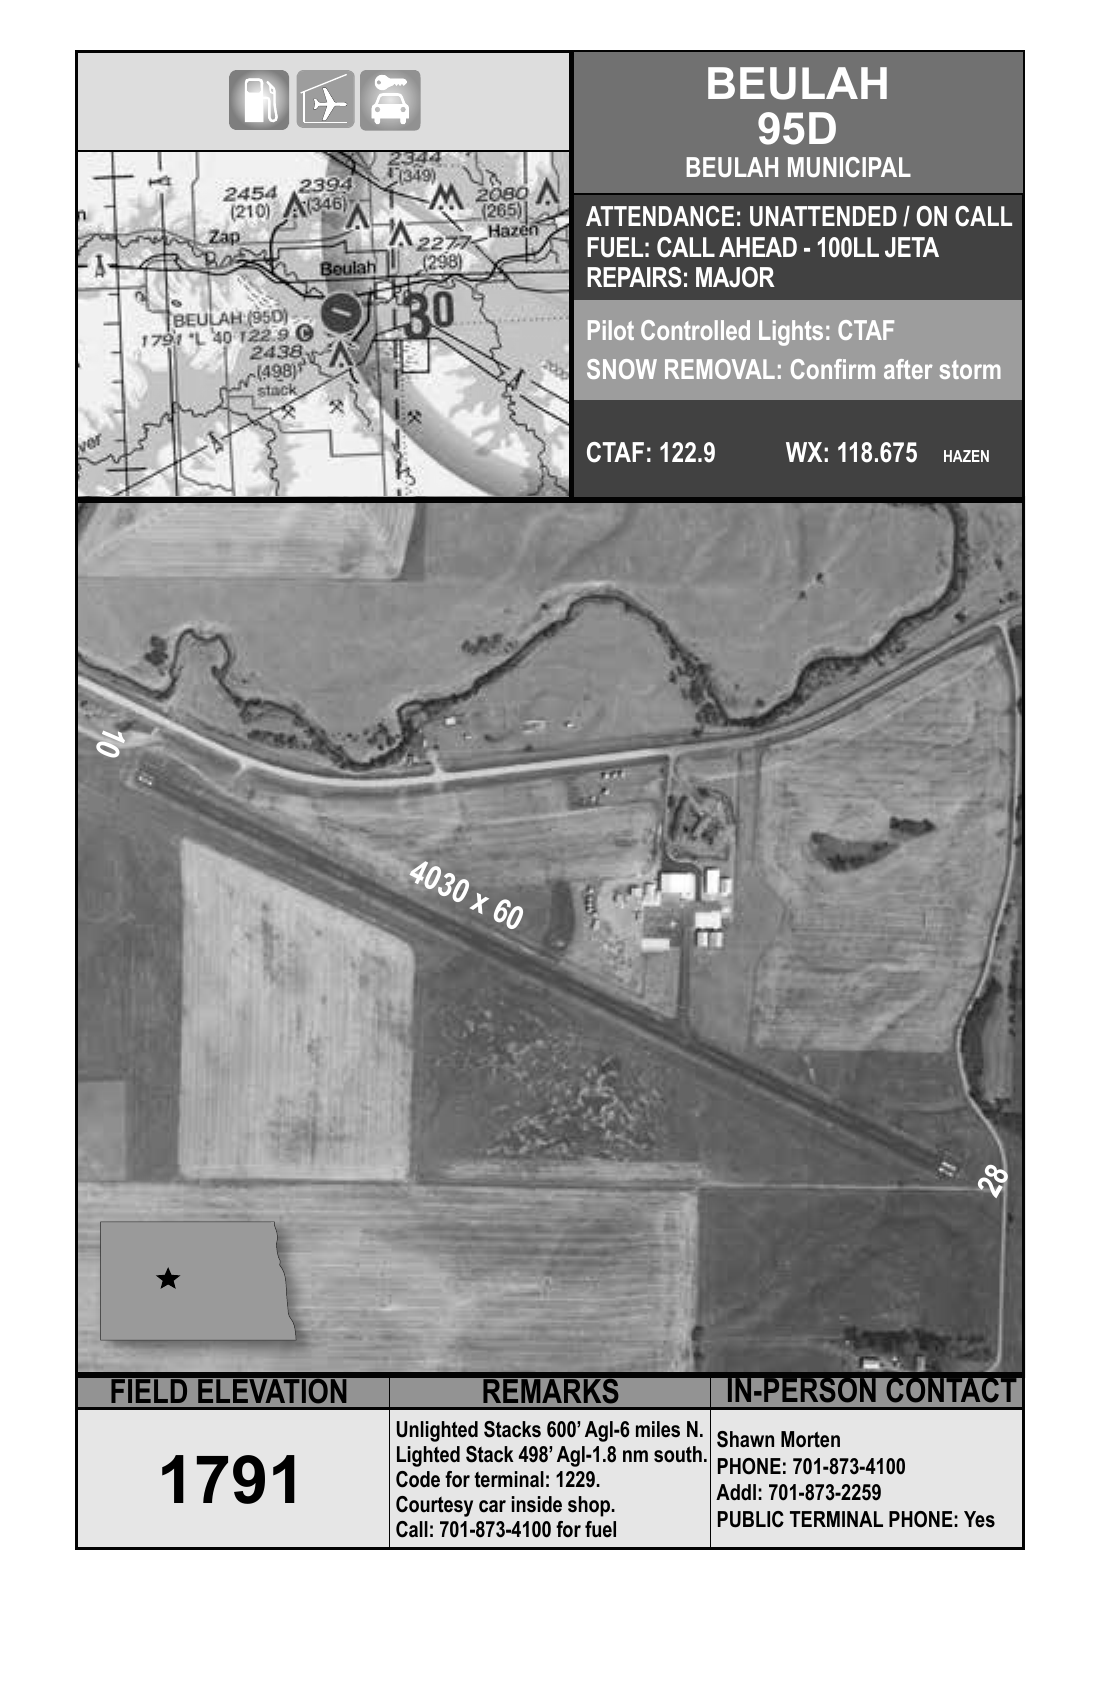 BEULAH
95D
BEULAH MUNICIPAL
ATTENDANCE: UNATTENDED / ON CALL
FUEL: CALL AHEAD - 100LL JETA
REPAIRS: MAJOR
Pilot Controlled Lights: CTAF
SNOW REMOVAL: Confirm after storm
CTAF: 122.9 WX: 118.675 HAZEN
2344
(349)
2454
(210)
2394
(346)
2080
(265)
Zap
Hazen
2277
(298)
Beulah
30
BEULAH (95D)
1791 *L 40 122.9 C
2438
(498)
stack
10
4030 x 60
28
FIELD ELEVATION
1791
REMARKS
Unlighted Stacks 600’ Agl-6 miles N.
Lighted Stack 498’ Agl-1.8 nm south.
Code for terminal: 1229.
Courtesy car inside shop.
Call: 701-873-4100 for fuel
IN-PERSON CONTACT
Shawn Morten
PHONE: 701-873-4100
Addl: 701-873-2259
PUBLIC TERMINAL PHONE: Yes